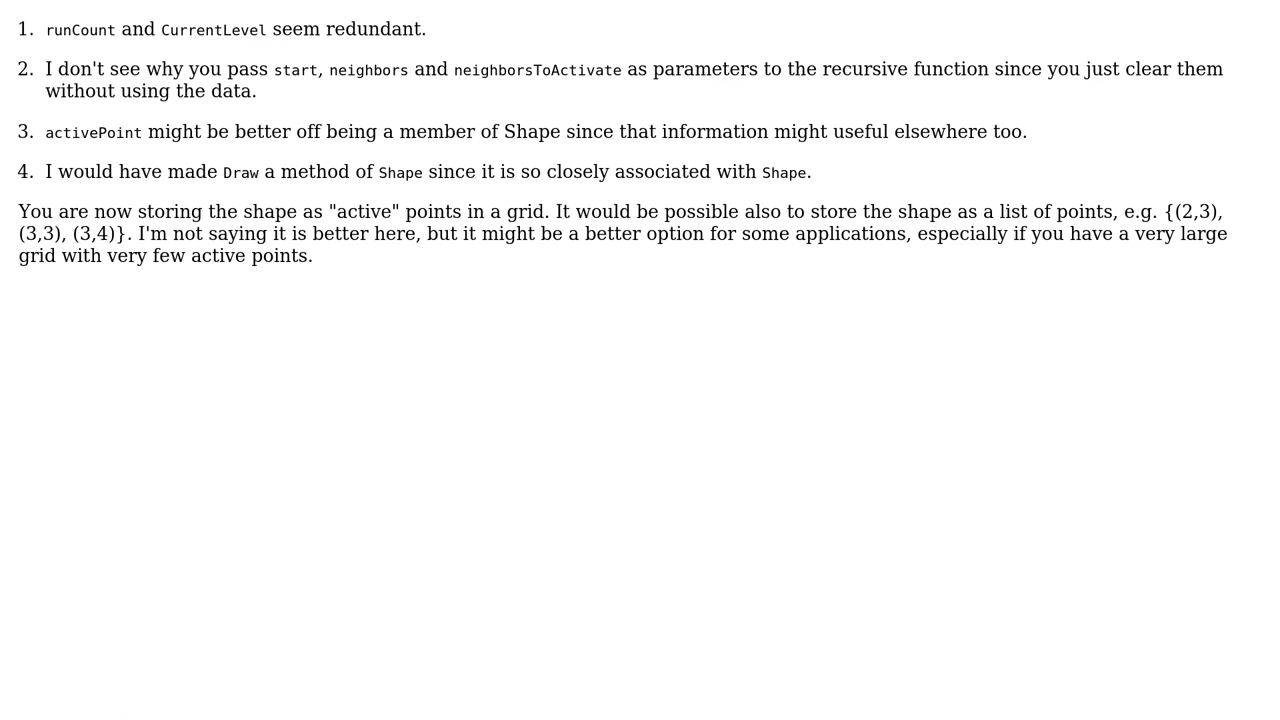 1. runCount and CurrentLevel seem redundant.
2. I don't see why you pass start, neighbors and neighborsToActivate as parameters to the recursive function since you just clear them
without using the data.
3. activePoint might be better off being a member of Shape since that information might useful elsewhere too.
4. I would have made Draw a method of Shape since it is so closely associated with Shape.
You are now storing the shape as "active" points in a grid. It would be possible also to store the shape as a list of points, e.g. {(2,3),
(3,3), (3,4)}. I'm not saying it is better here, but it might be a better option for some applications, especially if you have a very large
grid with very few active points.